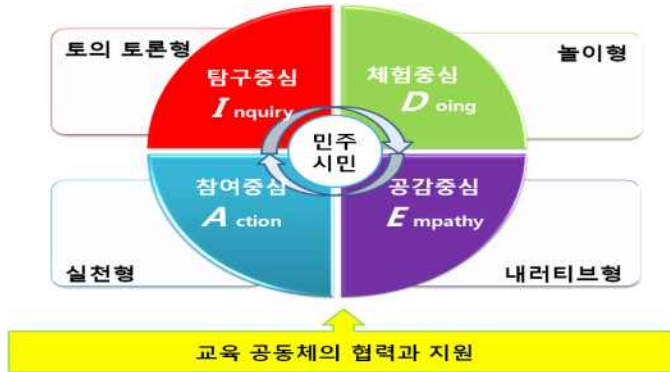 토의 토론형
탐구중심
Inquiry
체험중심
Doing
놀이형
민주
시민
참여중심
Action
실천형
공감중심
Empathy
내러티브형
교육 공동체의 협력과 지원